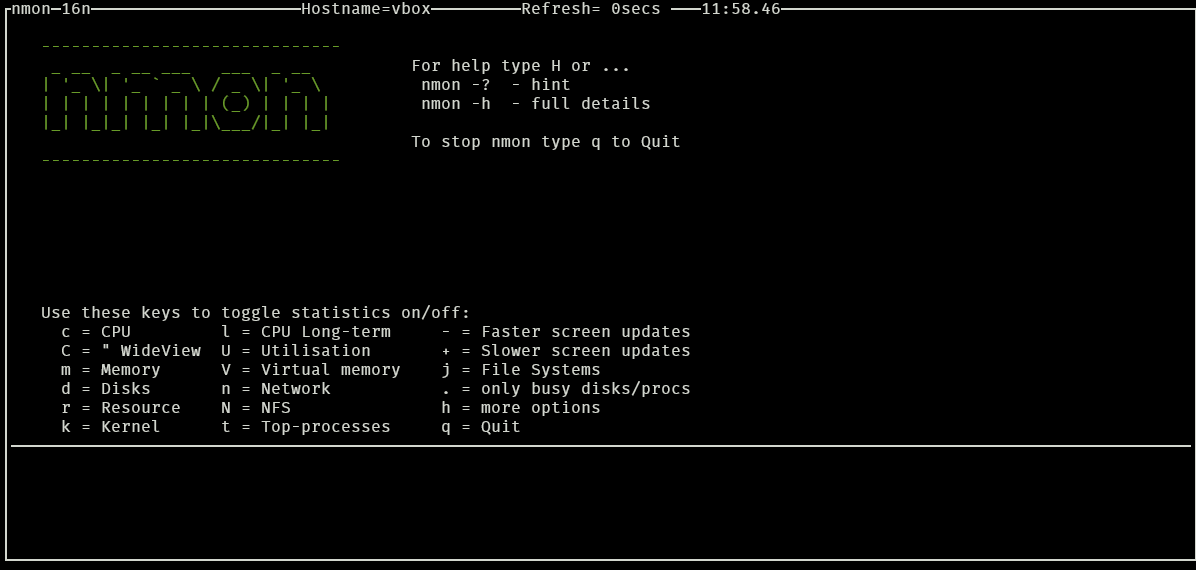 nmon─16n─────────────────────Hostname=vbox─────────Refresh= 0secs ───11:58.46
------------------------------
 _ __  _ __ ___   ___  _ __     For help type H or ...
| '_ \| '_ ` _ \ / _ \| '_ \     nmon -?  - hint
| | | | | | | | | (_) | | | |    nmon -h  - full details
|_| |_|_| |_| |_|\___/|_| |_|
To stop nmon type q to Quit
------------------------------
Use these keys to toggle statistics on/off:
c = CPU         l = CPU Long-term     - = Faster screen updates
C = " WideView  U = Utilisation       + = Slower screen updates
m = Memory      V = Virtual memory    j = File Systems
d = Disks       n = Network           . = only busy disks/procs
r = Resource    N = NFS               h = more options
k = Kernel      t = Top-processes     q = Quit